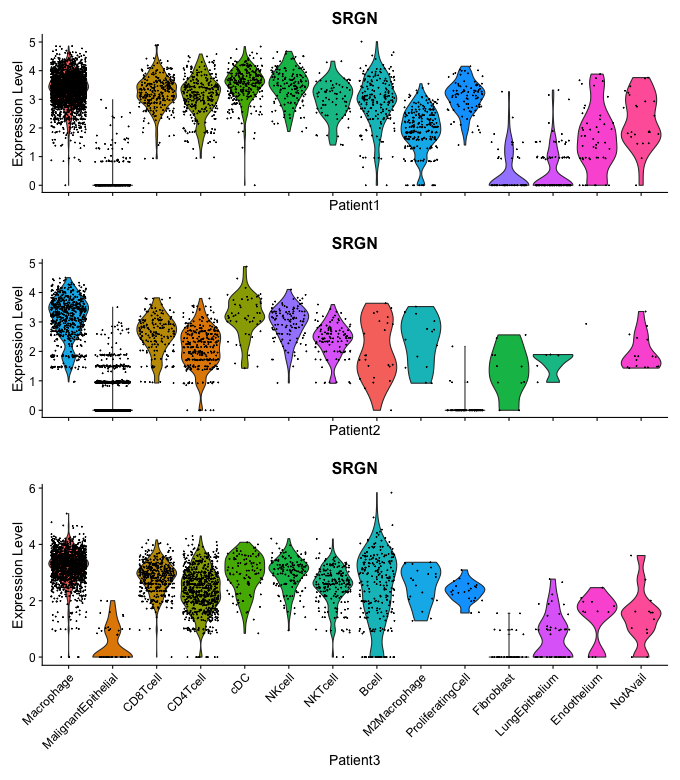 SRGN
Expression Level
5
4
3
2
1
0
Patient1
SRGN
Expression Level
5
4
3
2
1
0
Patient2
SRGN
Expression Level
6
4
2
0
Macrophage
MalignantEpithelial
CD8Tcell
CD4Tcell
cDC
NKcell
NKTcell
Bcell
M2Macrophage
ProliferatingCell
Fibroblast
LungEpithelium
Endothelium
NotAvail
Patient3